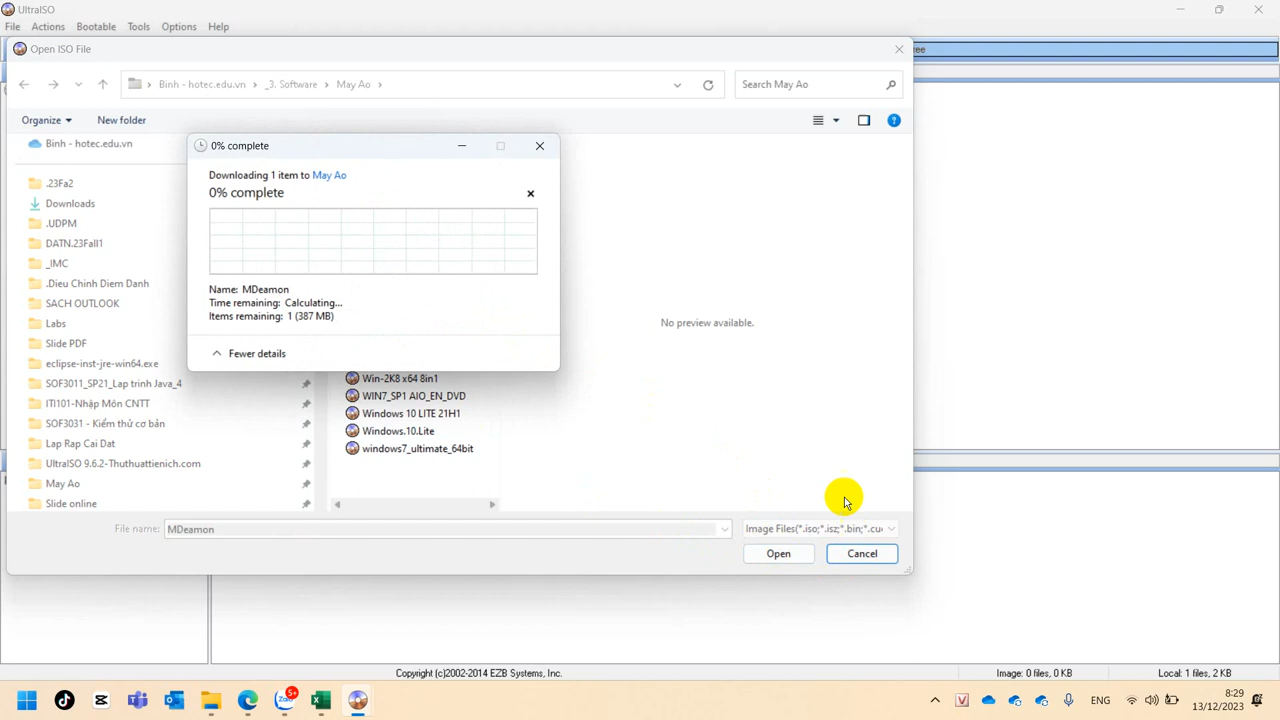 UltraISO
File Actions Bootable Tools Options Help
Open ISO File
ree
Binh - hotec.edu.vn > _3. Software > May Ao >
Search May Ao
Organize
New folder
Binh - hotec.edu.vn
.23Fa2
Downloads
.UDPM
DATN.23Fall1
_IMC
.Dieu Chinh Diem Danh
SACH OUTLOOK
Labs
Slide PDF
eclipse-inst-jre-win64.exe
SOF3011_SP21_Lap trinh Java_4
ITI101-Nhập Môn CNTT
SOF3031 - Kiểm thử cơ bản
Lap Rap Cai Dat
UltraISO 9.6.2-Thuthuattienich.com
May Ao
Slide online
0% complete
Downloading 1 item to May Ao
0% complete
Name: MDeamon
Time remaining: Calculating...
Items remaining: 1 (387 MB)
Fewer details
Win-2K8 x64 8in1
WIN7_SP1 AIO_EN_DVD
Windows 10 LITE 21H1
Windows.10.Lite
windows7_ultimate_64bit
No preview available.
File name: MDeamon
Image Files(*.iso;*.isz;*.bin;*.cue
Open
Cancel
Copyright (c)2002-2014 EZB Systems, Inc.
Image: 0 files, 0 KB
Local: 1 files, 2 KB
Zalo
5+
V
ENG
8:29
13/12/2023